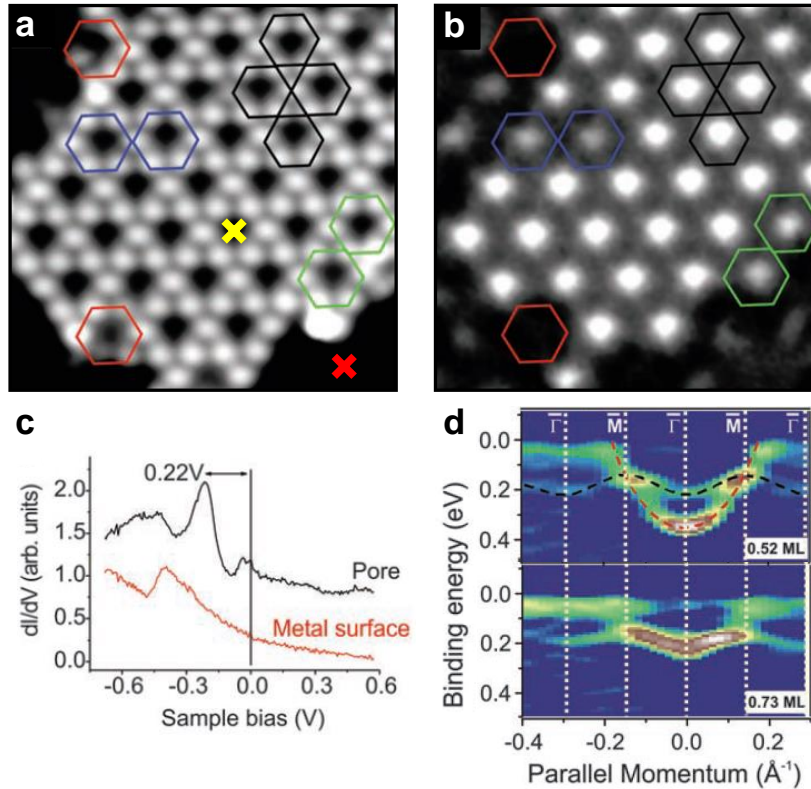 a
b
c
0.22V
2.0
1.5
1.0
0.5
0.0
dI/dV (arb. units)
Pore
Metal surface
-0.6 -0.3 0.0 0.3 0.6
Sample bias (V)
d
Γ̅ M̅ Γ̅ M̅ Γ̅
0.0
0.2
0.4
0.52 ML
0.0
0.2
0.4
0.73 ML
Binding energy (eV)
-0.4 -0.2 0.0 0.2
Parallel Momentum (Å⁻¹)